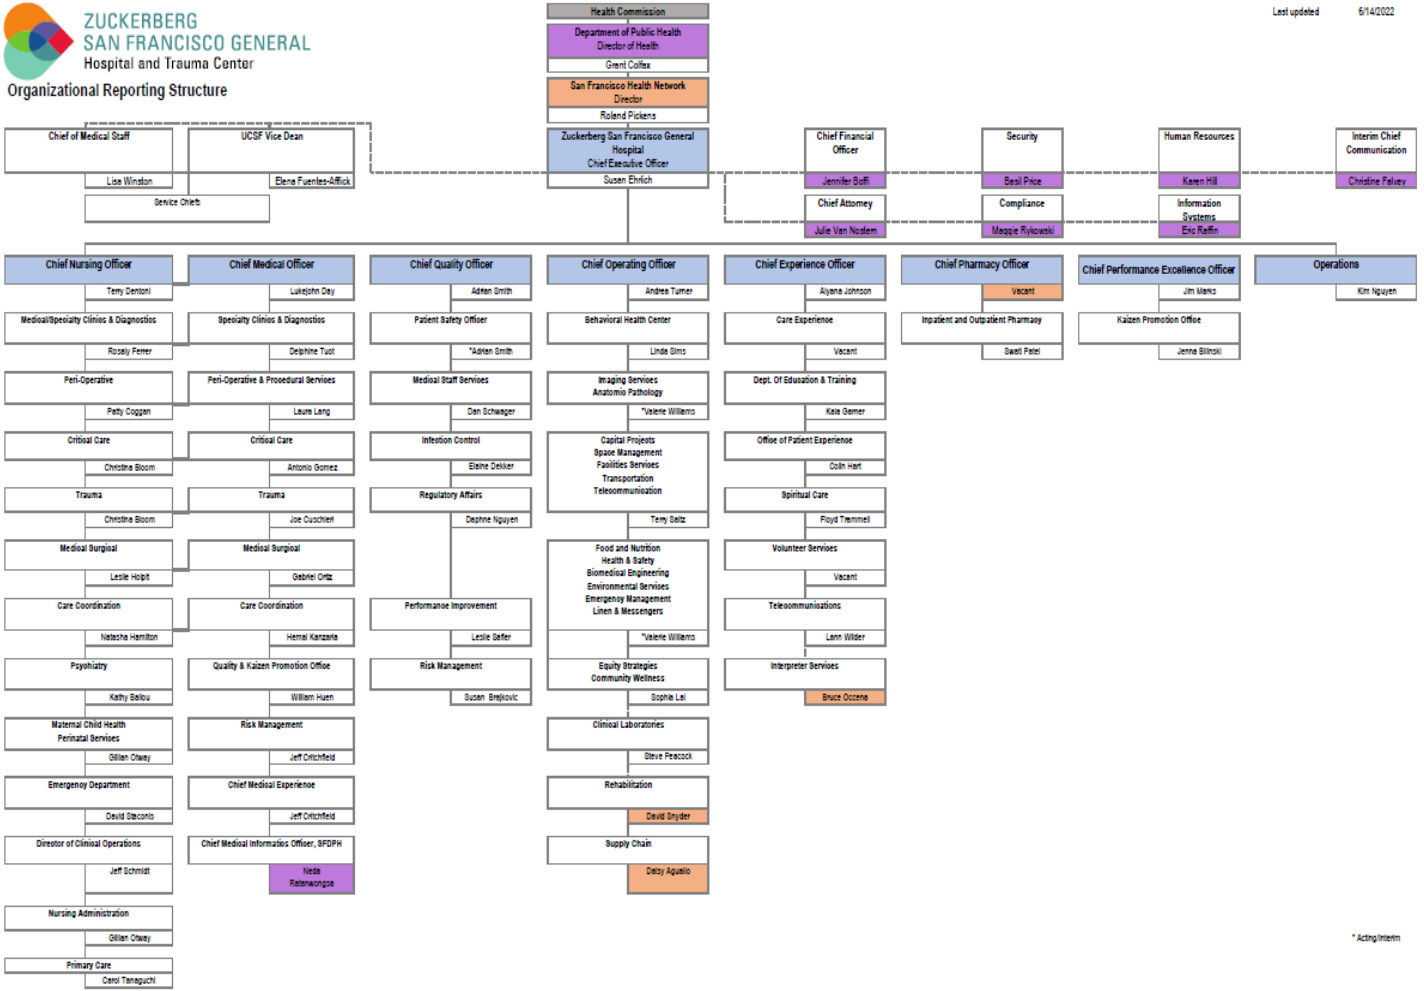 ZUCKERBERG
SAN FRANCISCO GENERAL
Hospital and Trauma Center
Organizational Reporting Structure
Last updated 6/14/2022
Health Commission
Department of Public Health
Director of Health
Grant Colfax
San Francisco Health Network
Director
Roland Pickens
Zuckerberg San Francisco General
Hospital
Chief Executive Officer
Susan Ehrlich
Chief of Medical Staff
Lisa Winston
UCSF Vice Dean
Elena Fuentes-Afflick
Service Chiefs
Chief Financial
Officer
Jennifer Boffi
Security
Basil Price
Human Resources
Karen Hill
Interim Chief
Communication
Christine Falvey
Chief Attorney
Julie Van Nostern
Compliance
Maggie Rykowski
Information
Systems
Eric Raffin
Chief Nursing Officer
Terry Dentoni
Medical/Specialty Clinics & Diagnostics
Rosaly Ferrer
Peri-Operative
Patty Coggan
Critical Care
Christina Bloom
Trauma
Christina Bloom
Medical Surgical
Leslie Holpit
Care Coordination
Natasha Hamilton
Psychiatry
Kathy Ballou
Maternal Child Health
Perinatal Services
Gillian Otway
Emergency Department
David Staconis
Director of Clinical Operations
Jeff Schmidt
Nursing Administration
Gillian Otway
Primary Care
Carol Tanaguchi
Chief Medical Officer
Lukejohn Day
Specialty Clinics & Diagnostics
Delphine Tuot
Peri-Operative & Procedural Services
Laura Lang
Critical Care
Antonio Gomez
Trauma
Joe Cuschieri
Medical Surgical
Gabriel Ortiz
Care Coordination
Hemal Kanzaria
Quality & Kaizen Promotion Office
William Huen
Risk Management
Jeff Critchfield
Chief Medical Experience
Jeff Critchfield
Chief Medical Informatics Officer, SFDPH
Neda
Ratanwongsa
Chief Quality Officer
Adrian Smith
Patient Safety Officer
*Adrian Smith
Medical Staff Services
Dan Schwager
Infection Control
Elaine Dekker
Regulatory Affairs
Daphne Nguyen
Performance Improvement
Leslie Safier
Risk Management
Susan Brajkovic
Chief Operating Officer
Andrea Turner
Behavioral Health Center
Linda Sims
Imaging Services
Anatomic Pathology
*Valerie Williams
Capital Projects
Space Management
Facilities Services
Transportation
Telecommunication
Terry Saltz
Food and Nutrition
Health & Safety
Biomedical Engineering
Environmental Services
Emergency Management
Linen & Messengers
*Valerie Williams
Equity Strategies
Community Wellness
Sophia Lai
Clinical Laboratories
Steve Peacock
Rehabilitation
David Snyder
Supply Chain
Daisy Aguallo
Chief Experience Officer
Aiyana Johnson
Care Experience
Vacant
Dept. Of Education & Training
Kala Garner
Office of Patient Experience
Colin Hart
Spiritual Care
Floyd Trammell
Volunteer Services
Vacant
Telecommunications
Lann Wilder
Interpreter Services
Bruce Occena
Chief Pharmacy Officer
Vacant
Inpatient and Outpatient Pharmacy
Swati Patel
Chief Performance Excellence Officer
Jim Marks
Kaizen Promotion Office
Jenna Bilinski
Operations
Kim Nguyen
* Acting/Interim